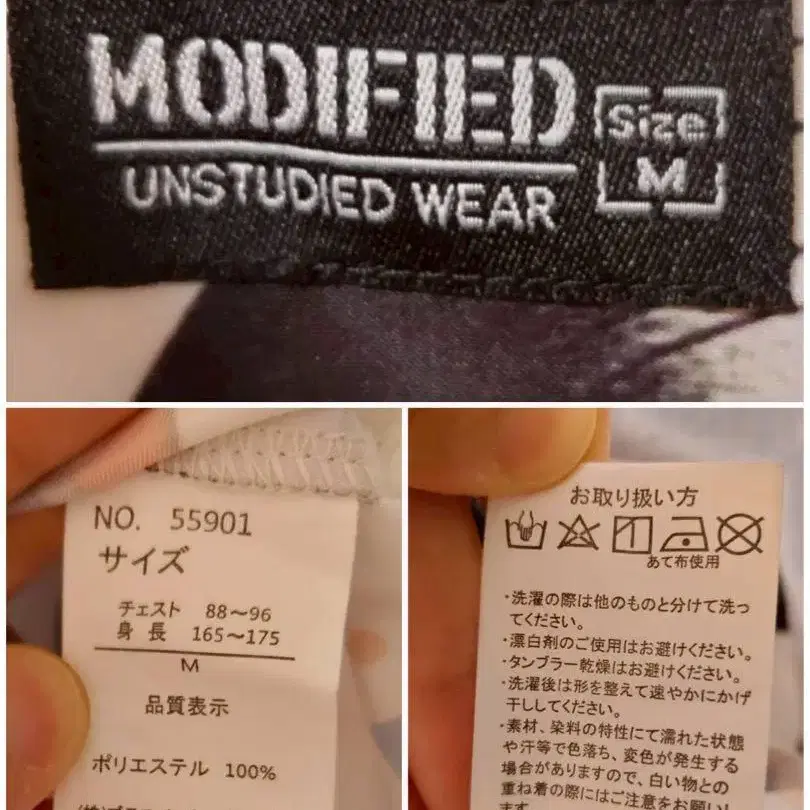 MODIFIED
UNSTUDIED WEAR
Size
M
NO. 55901
サイズ
チェスト 88～96
身長 165～175
M
品質表示
ポリエステル 100%
お取り扱い方
あて布使用
・洗濯の際は他のものと分けて洗っ
てください。
・漂白剤のご使用はお避けください。
・タンブラー乾燥はお避けください。
・洗濯後は形を整えて速やかにかげ
干ししてください。
・素材、染料の特性にて濡れた状態
や汗等で色落ち、変色が発生する
場合がありますので、白い物との
重ね着の際にはご注意をお願いし
ます。